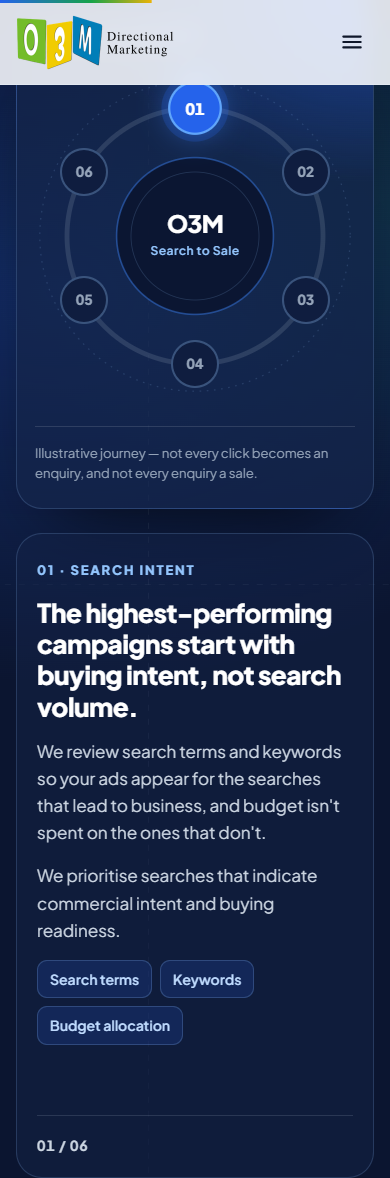 O3M Directional
Marketing
01
06
02
O3M
Search to Sale
05
03
04
Illustrative journey — not every click becomes an
enquiry, and not every enquiry a sale.
01 · SEARCH INTENT
The highest-performing
campaigns start with
buying intent, not search
volume.
We review search terms and keywords
so your ads appear for the searches
that lead to business, and budget isn't
spent on the ones that don't.
We prioritise searches that indicate
commercial intent and buying
readiness.
Search terms
Keywords
Budget allocation
01 / 06